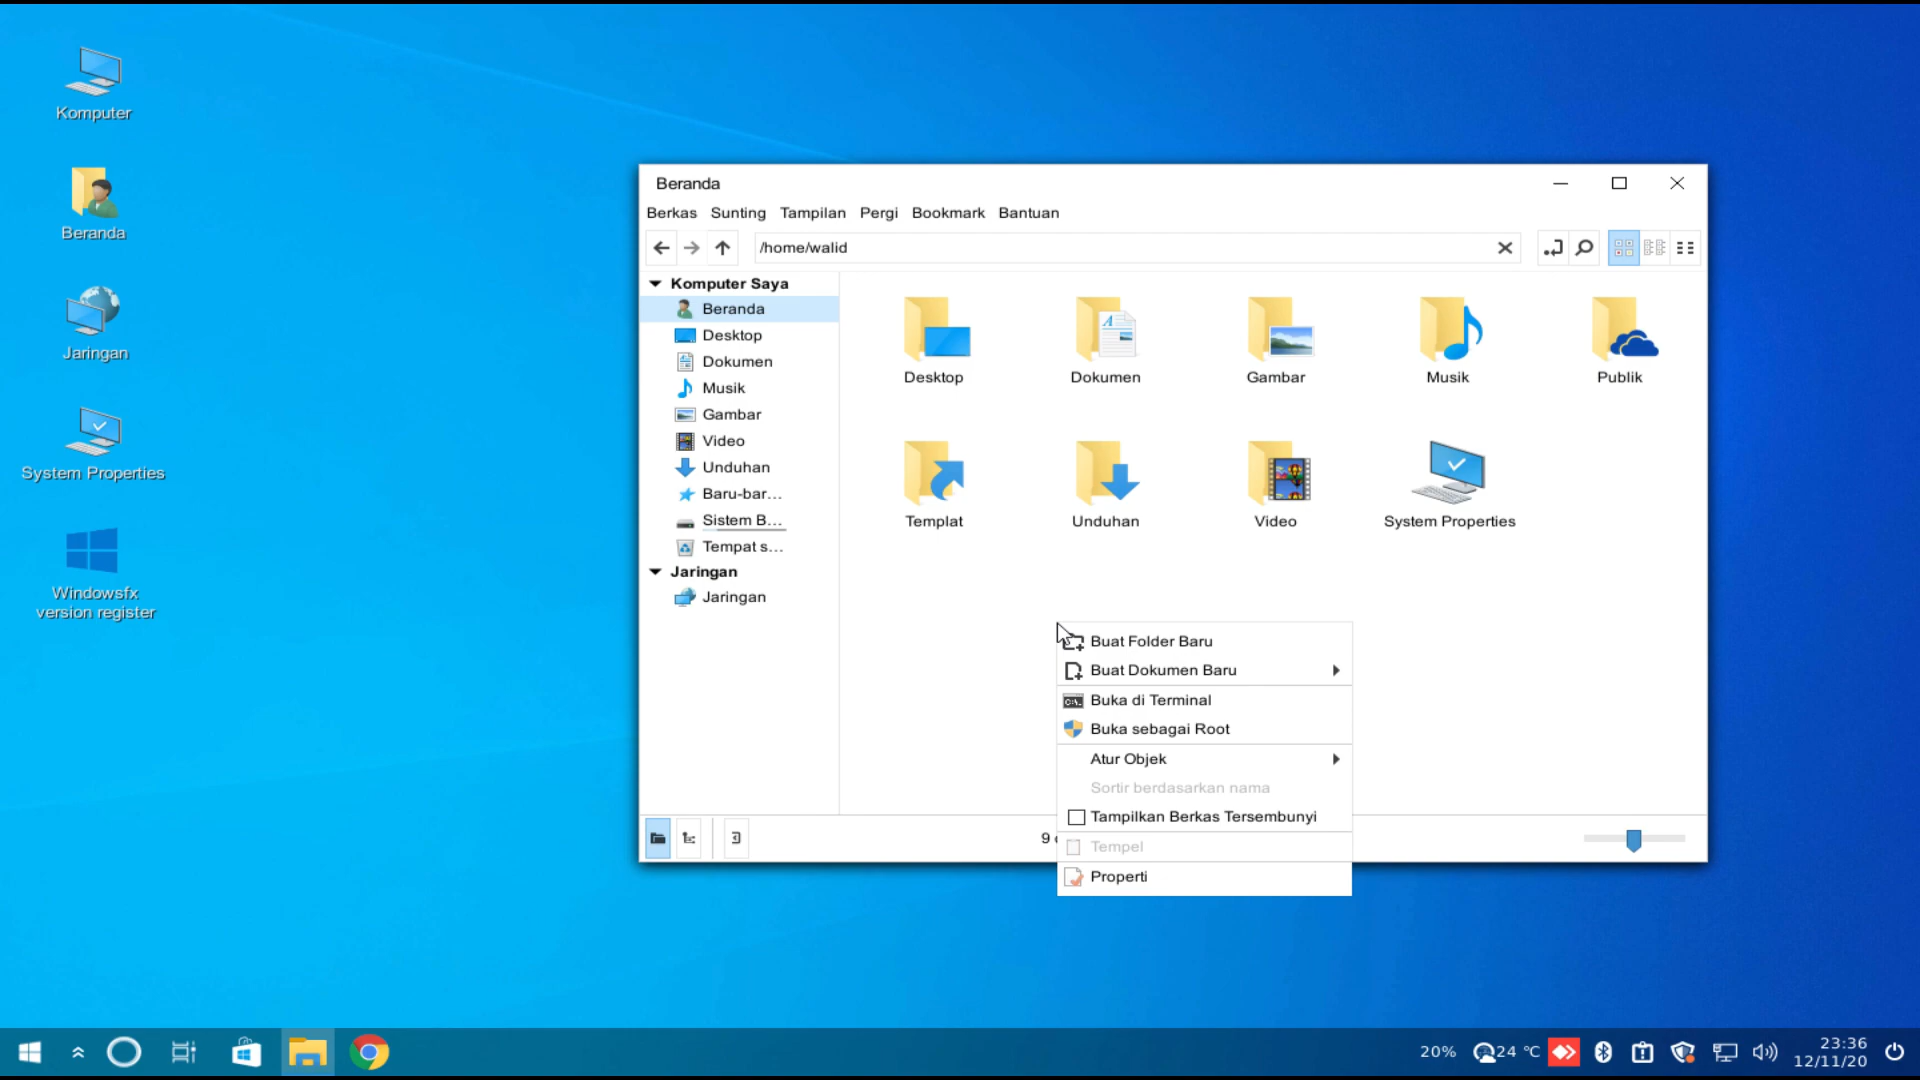 Komputer
Beranda
Jaringan
System Properties
Windowsfx
version register
Beranda
Berkas Sunting Tampilan Pergi Bookmark Bantuan
/home/walid
Komputer Saya
Beranda
Desktop
Dokumen
Musik
Gambar
Video
Unduhan
Baru-bar...
Sistem B...
Tempat s...
Jaringan
Jaringan
Desktop Dokumen Gambar Musik Publik
Templat Unduhan Video System Properties
Buat Folder Baru
Buat Dokumen Baru
Buka di Terminal
Buka sebagai Root
Atur Objek
Sortir berdasarkan nama
Tampilkan Berkas Tersembunyi
Tempel
Properti
9
20% 24 °C 23:36
12/11/20